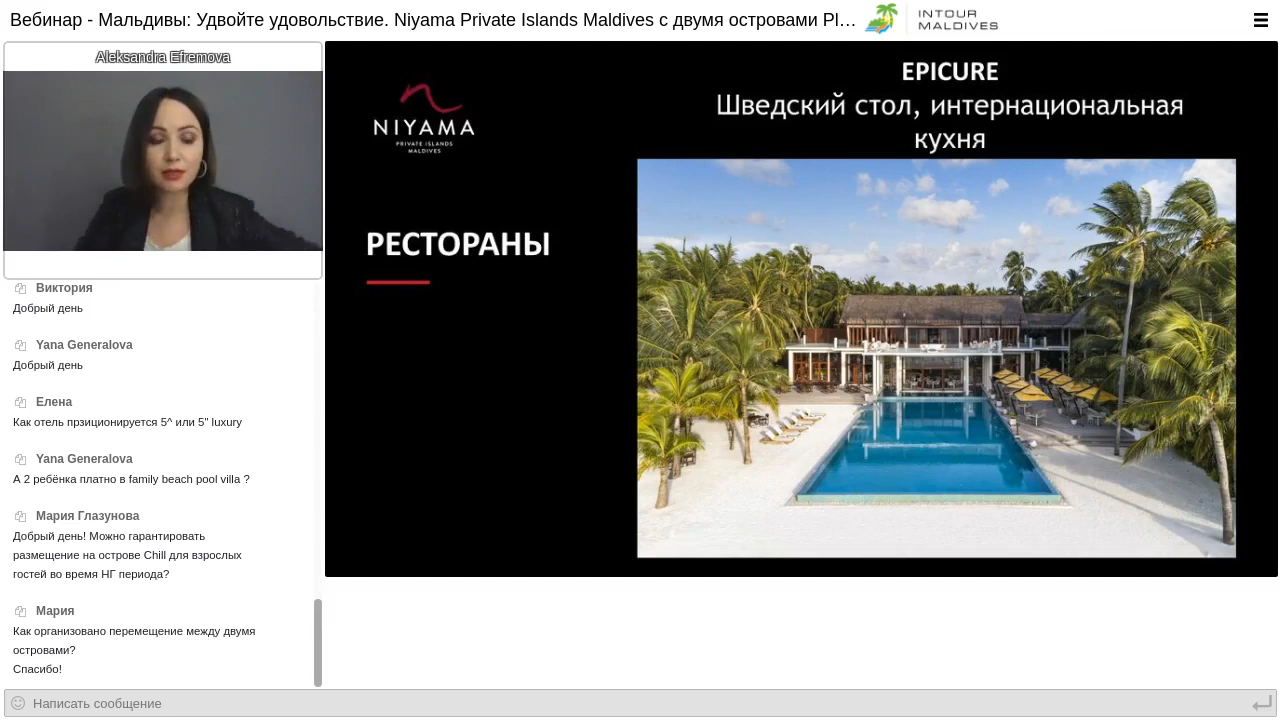 Вебинар - Мальдивы: Удвойте удовольствие. Niyama Private Islands Maldives с двумя островами Pl…
INTOUR
MALDIVES
Aleksandra Efremova
Виктория
Добрый день
Yana Generalova
Добрый день
Елена
Как отель прзиционируется 5^ или 5" luxury
Yana Generalova
А 2 ребёнка платно в family beach pool villa ?
Мария Глазунова
Добрый день! Можно гарантировать
размещение на острове Chill для взрослых
гостей во время НГ периода?
Мария
Как организовано перемещение между двумя
островами?
Спасибо!
NIYAMA
PRIVATE ISLANDS
MALDIVES
РЕСТОРАНЫ
EPICURE
Шведский стол, интернациональная
кухня
Написать сообщение